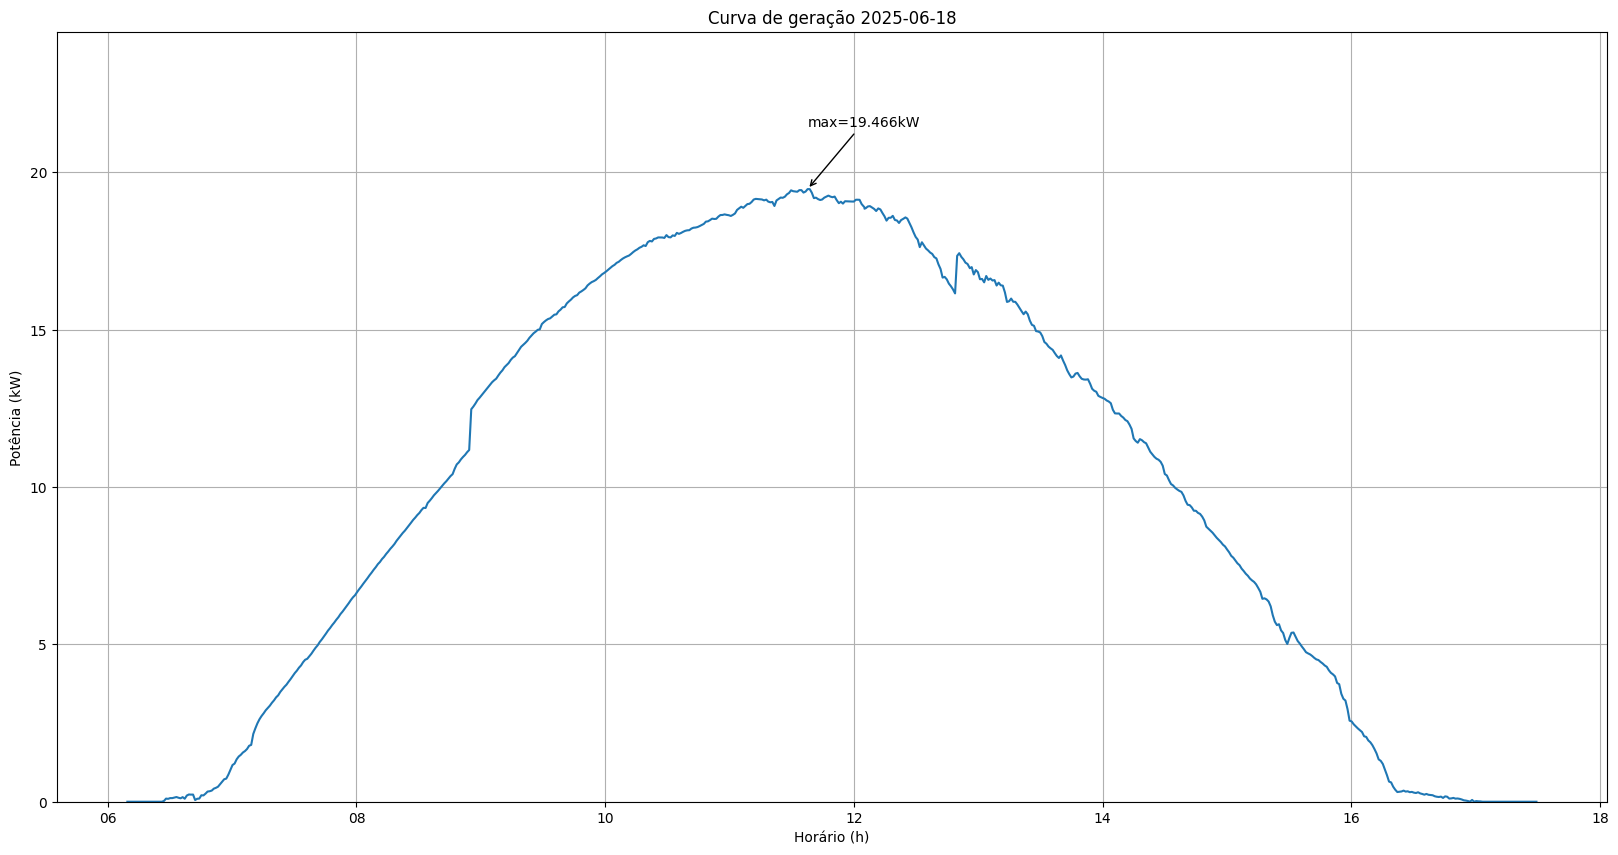 Curva de geração 2025-06-18
max=19.466kW
Potência (kW)
20
15
10
5
0
06 08 10 12 14 16 18
Horário (h)